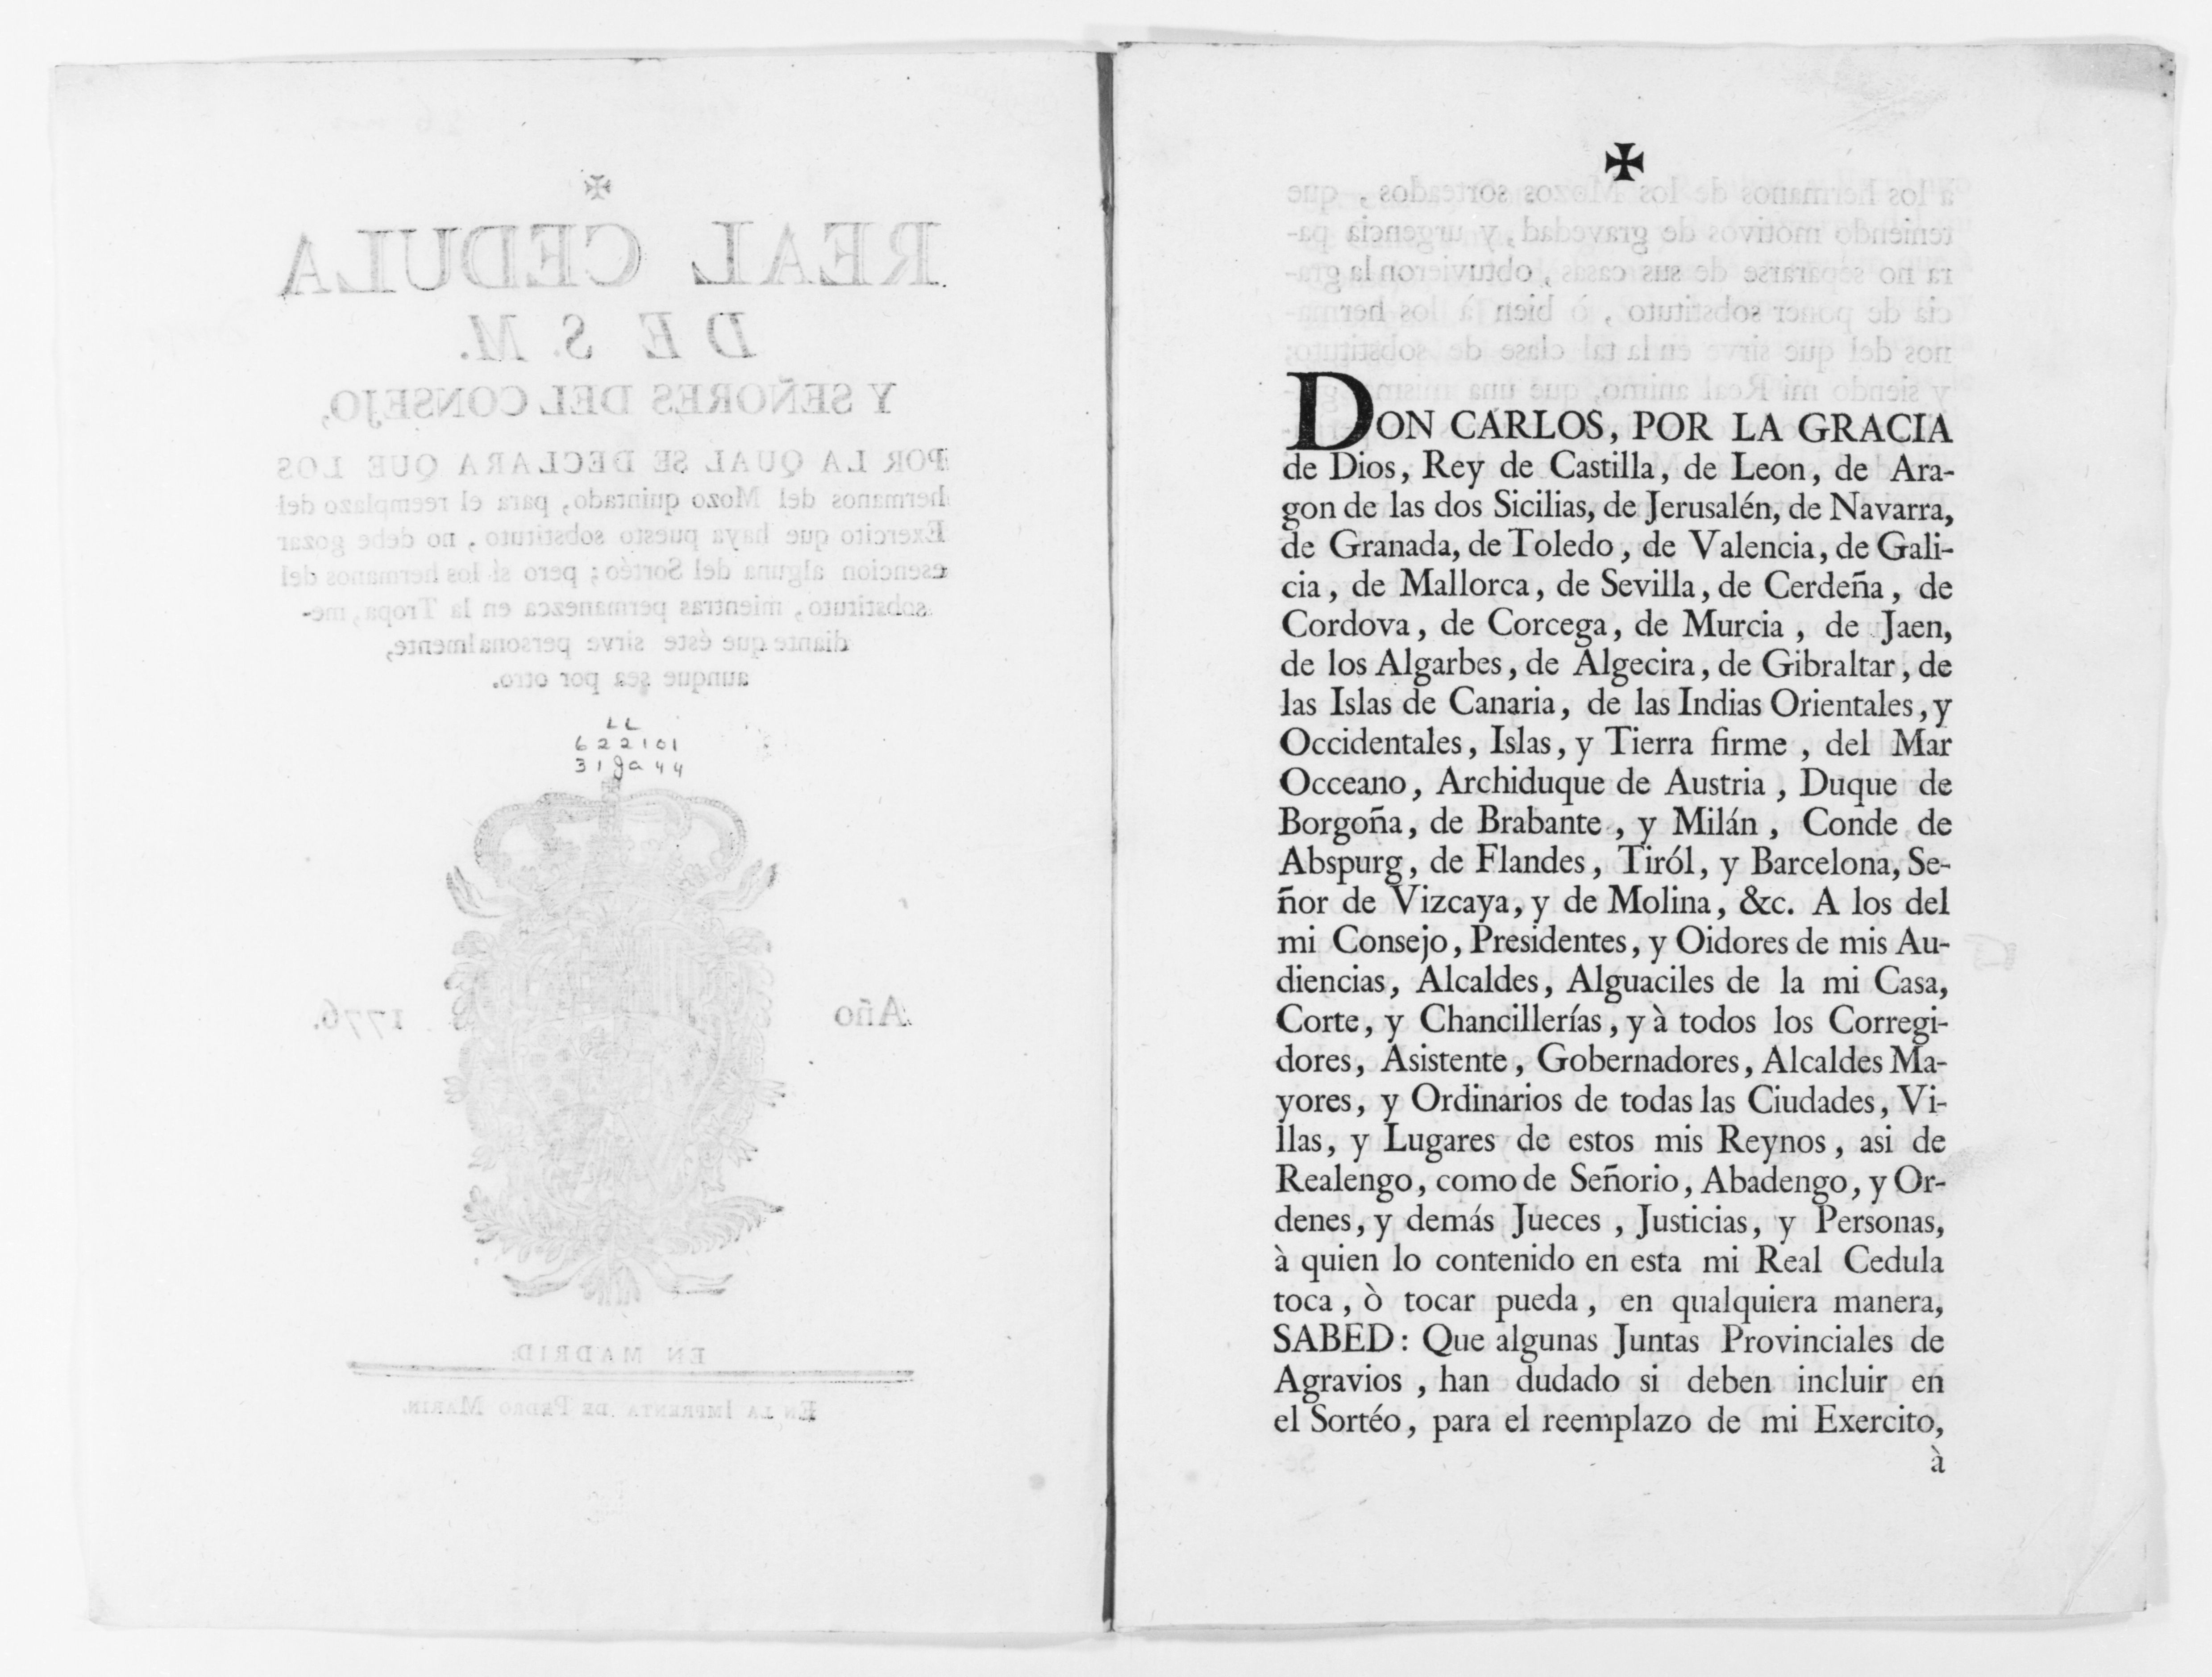 LL
622101
31ja44
✠
DON CARLOS, POR LA GRACIA
de Dios, Rey de Castilla, de Leon, de Ara-
gon de las dos Sicilias, de Jerusalén, de Navarra,
de Granada, de Toledo, de Valencia, de Gali-
cia, de Mallorca, de Sevilla, de Cerdeña, de
Cordova, de Corcega, de Murcia, de Jaen,
de los Algarbes, de Algecira, de Gibraltar, de
las Islas de Canaria, de las Indias Orientales, y
Occidentales, Islas, y Tierra firme, del Mar
Occeano, Archiduque de Austria, Duque de
Borgoña, de Brabante, y Milán, Conde de
Abspurg, de Flandes, Tiról, y Barcelona, Se-
ñor de Vizcaya, y de Molina, &c. A los del
mi Consejo, Presidentes, y Oidores de mis Au-
diencias, Alcaldes, Alguaciles de la mi Casa,
Corte, y Chancillerías, y à todos los Corregi-
dores, Asistente, Gobernadores, Alcaldes Ma-
yores, y Ordinarios de todas las Ciudades, Vi-
llas, y Lugares de estos mis Reynos, asi de
Realengo, como de Señorio, Abadengo, y Or-
denes, y demás Jueces, Justicias, y Personas,
à quien lo contenido en esta mi Real Cedula
toca, ò tocar pueda, en qualquiera manera,
SABED: Que algunas Juntas Provinciales de
Agravios, han dudado si deben incluir en
el Sortéo, para el reemplazo de mi Exercito,
à